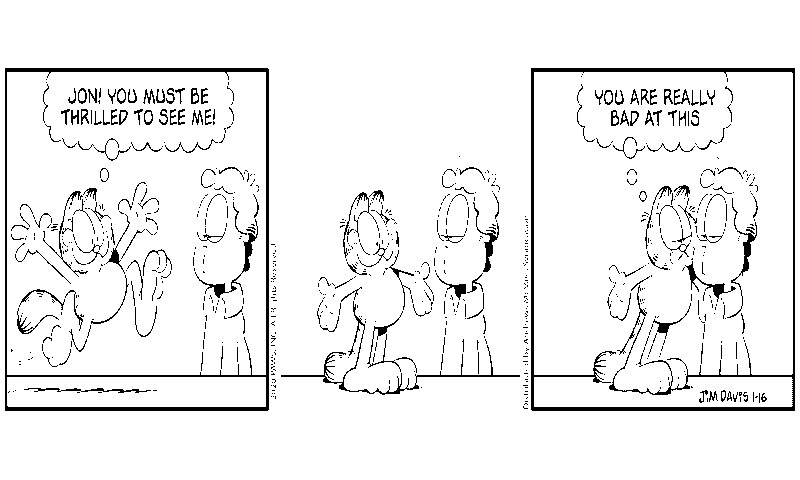 JON! YOU MUST BE
THRILLED TO SEE ME!
YOU ARE REALLY
BAD AT THIS
JIM DAVIS 1-16